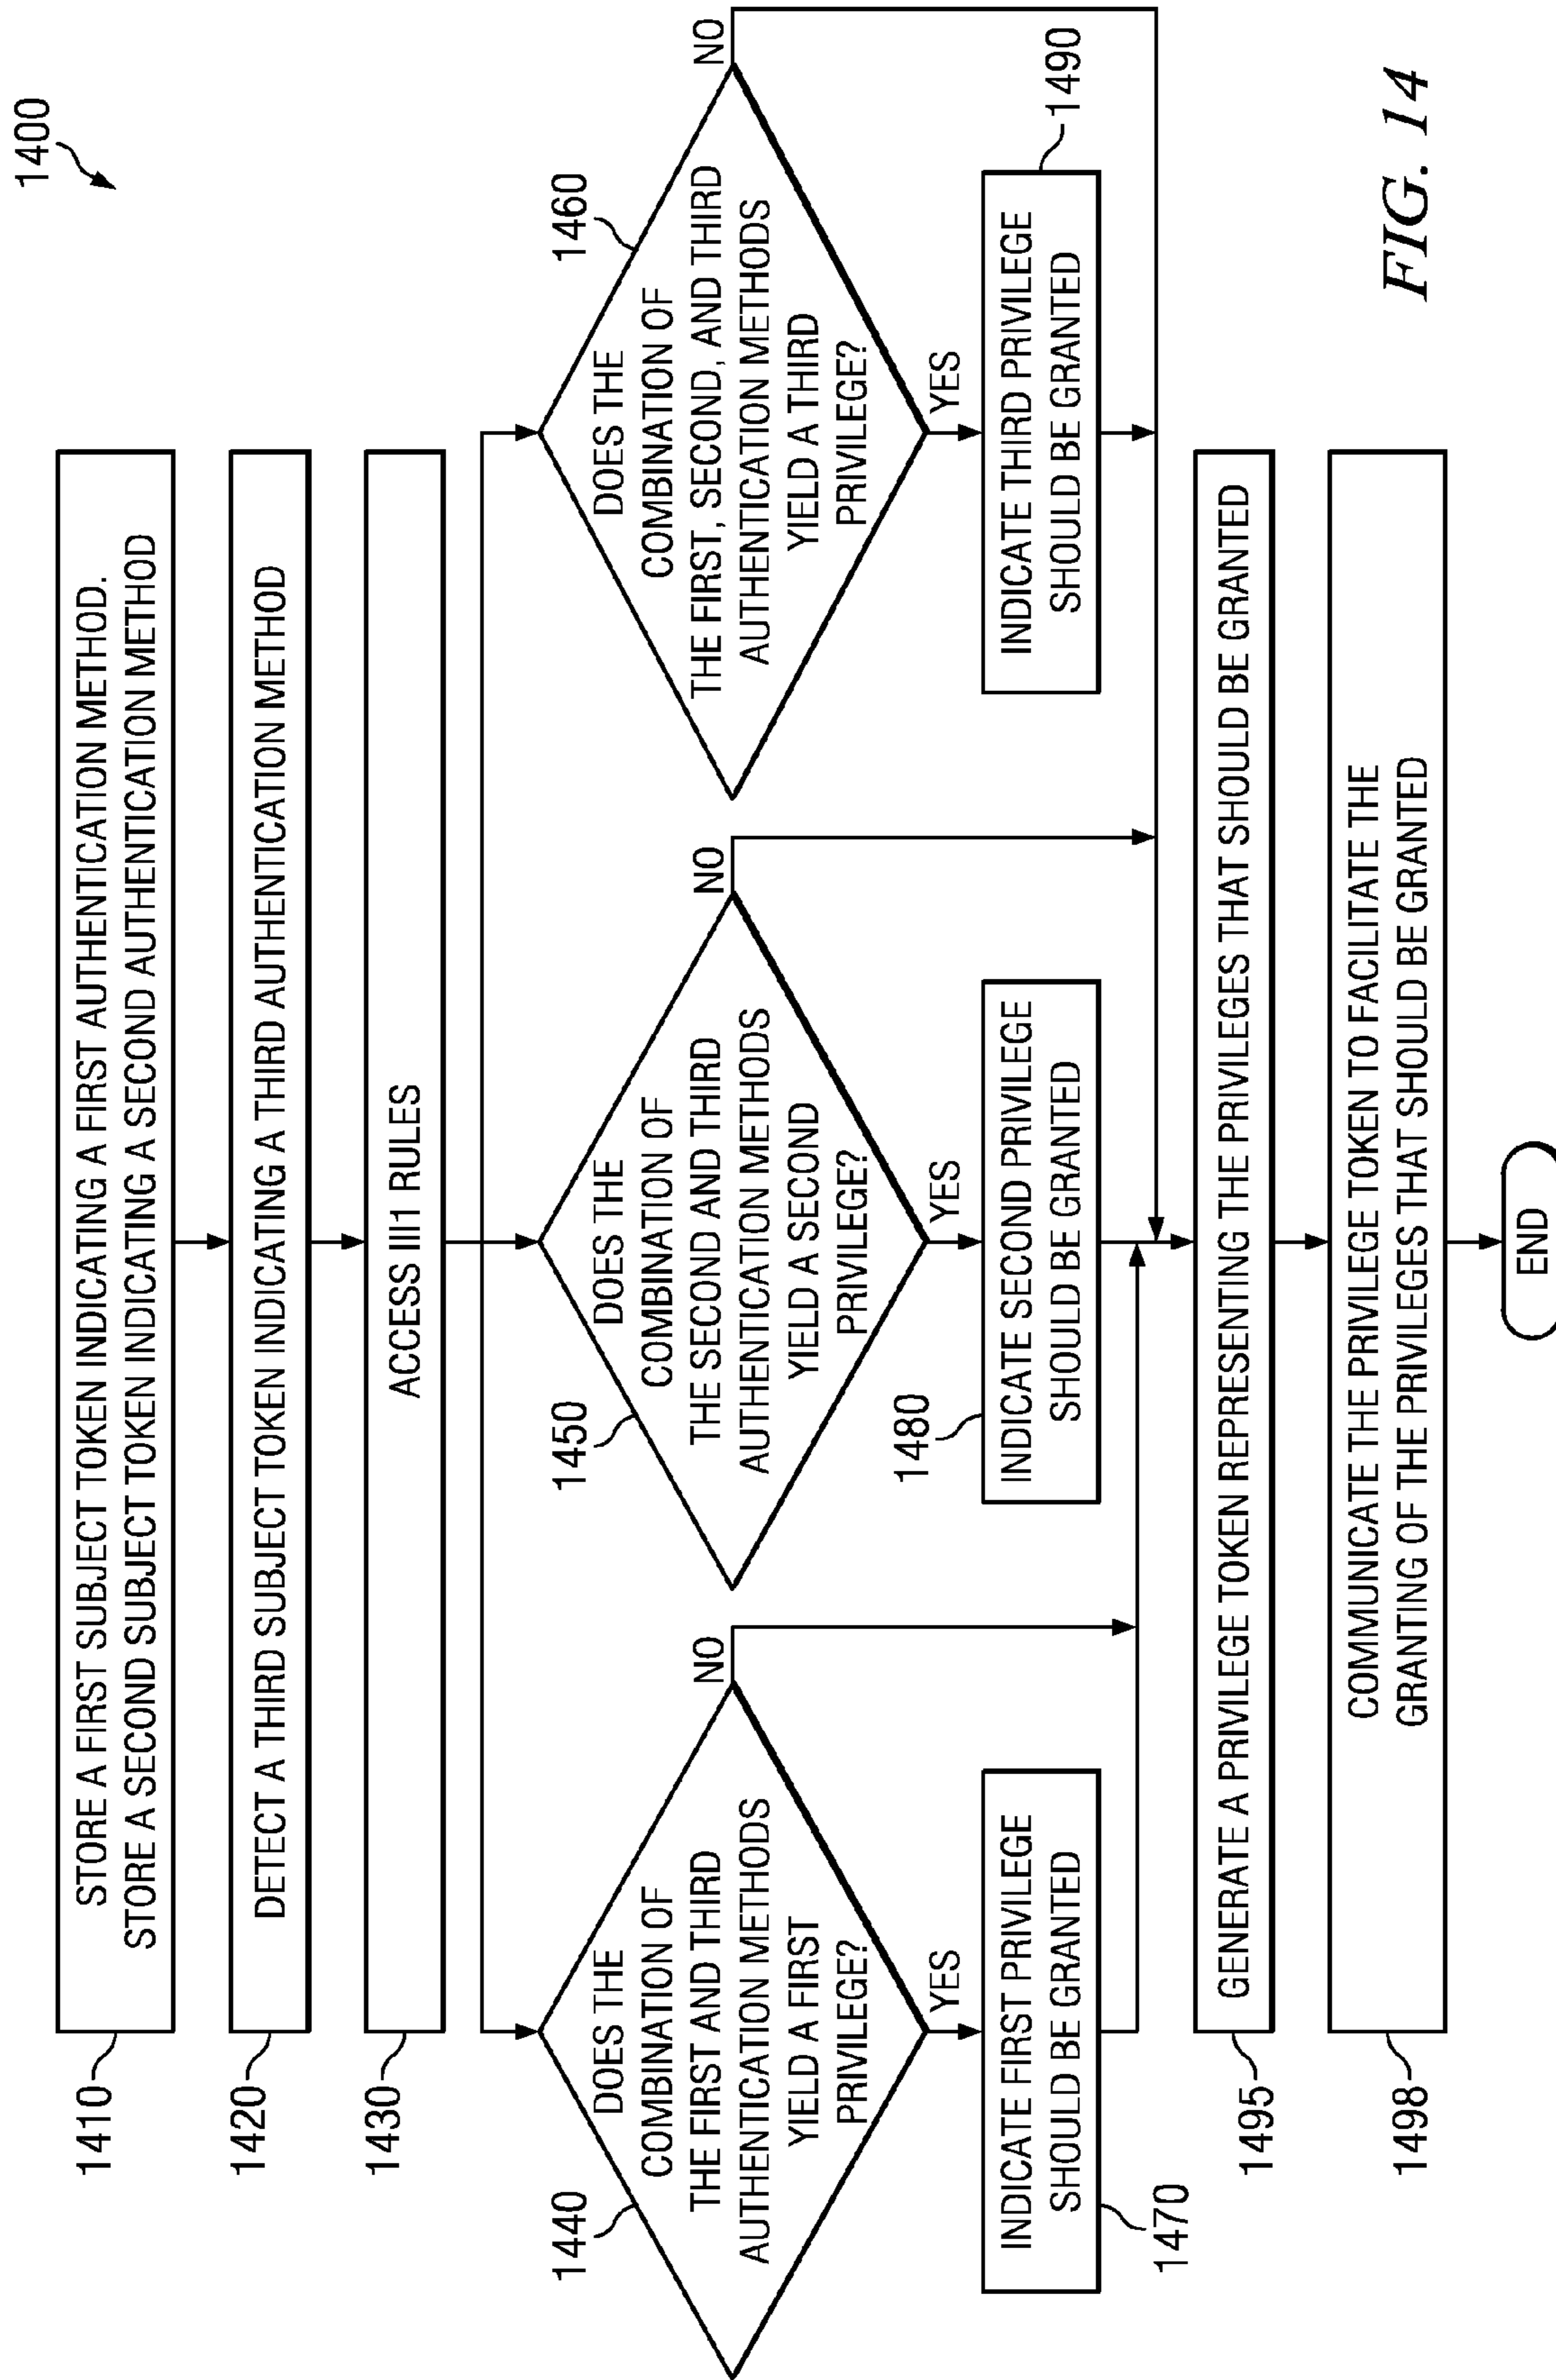 1400
1410
STORE A FIRST SUBJECT TOKEN INDICATING A FIRST AUTHENTICATION METHOD.
STORE A SECOND SUBJECT TOKEN INDICATING A SECOND AUTHENTICATION METHOD
1420
DETECT A THIRD SUBJECT TOKEN INDICATING A THIRD AUTHENTICATION METHOD
1430
ACCESS III1 RULES
1440
DOES THE
COMBINATION OF
THE FIRST AND THIRD
AUTHENTICATION METHODS
YIELD A FIRST
PRIVILEGE?
NO
YES
1450
DOES THE
COMBINATION OF
THE SECOND AND THIRD
AUTHENTICATION METHODS
YIELD A SECOND
PRIVILEGE?
NO
YES
1460
DOES THE
COMBINATION OF
THE FIRST, SECOND, AND THIRD
AUTHENTICATION METHODS
YIELD A THIRD
PRIVILEGE?
NO
YES
INDICATE FIRST PRIVILEGE
SHOULD BE GRANTED
1470
1480
INDICATE SECOND PRIVILEGE
SHOULD BE GRANTED
INDICATE THIRD PRIVILEGE
SHOULD BE GRANTED
1490
1495
GENERATE A PRIVILEGE TOKEN REPRESENTING THE PRIVILEGES THAT SHOULD BE GRANTED
1498
COMMUNICATE THE PRIVILEGE TOKEN TO FACILITATE THE
GRANTING OF THE PRIVILEGES THAT SHOULD BE GRANTED
END
FIG. 14